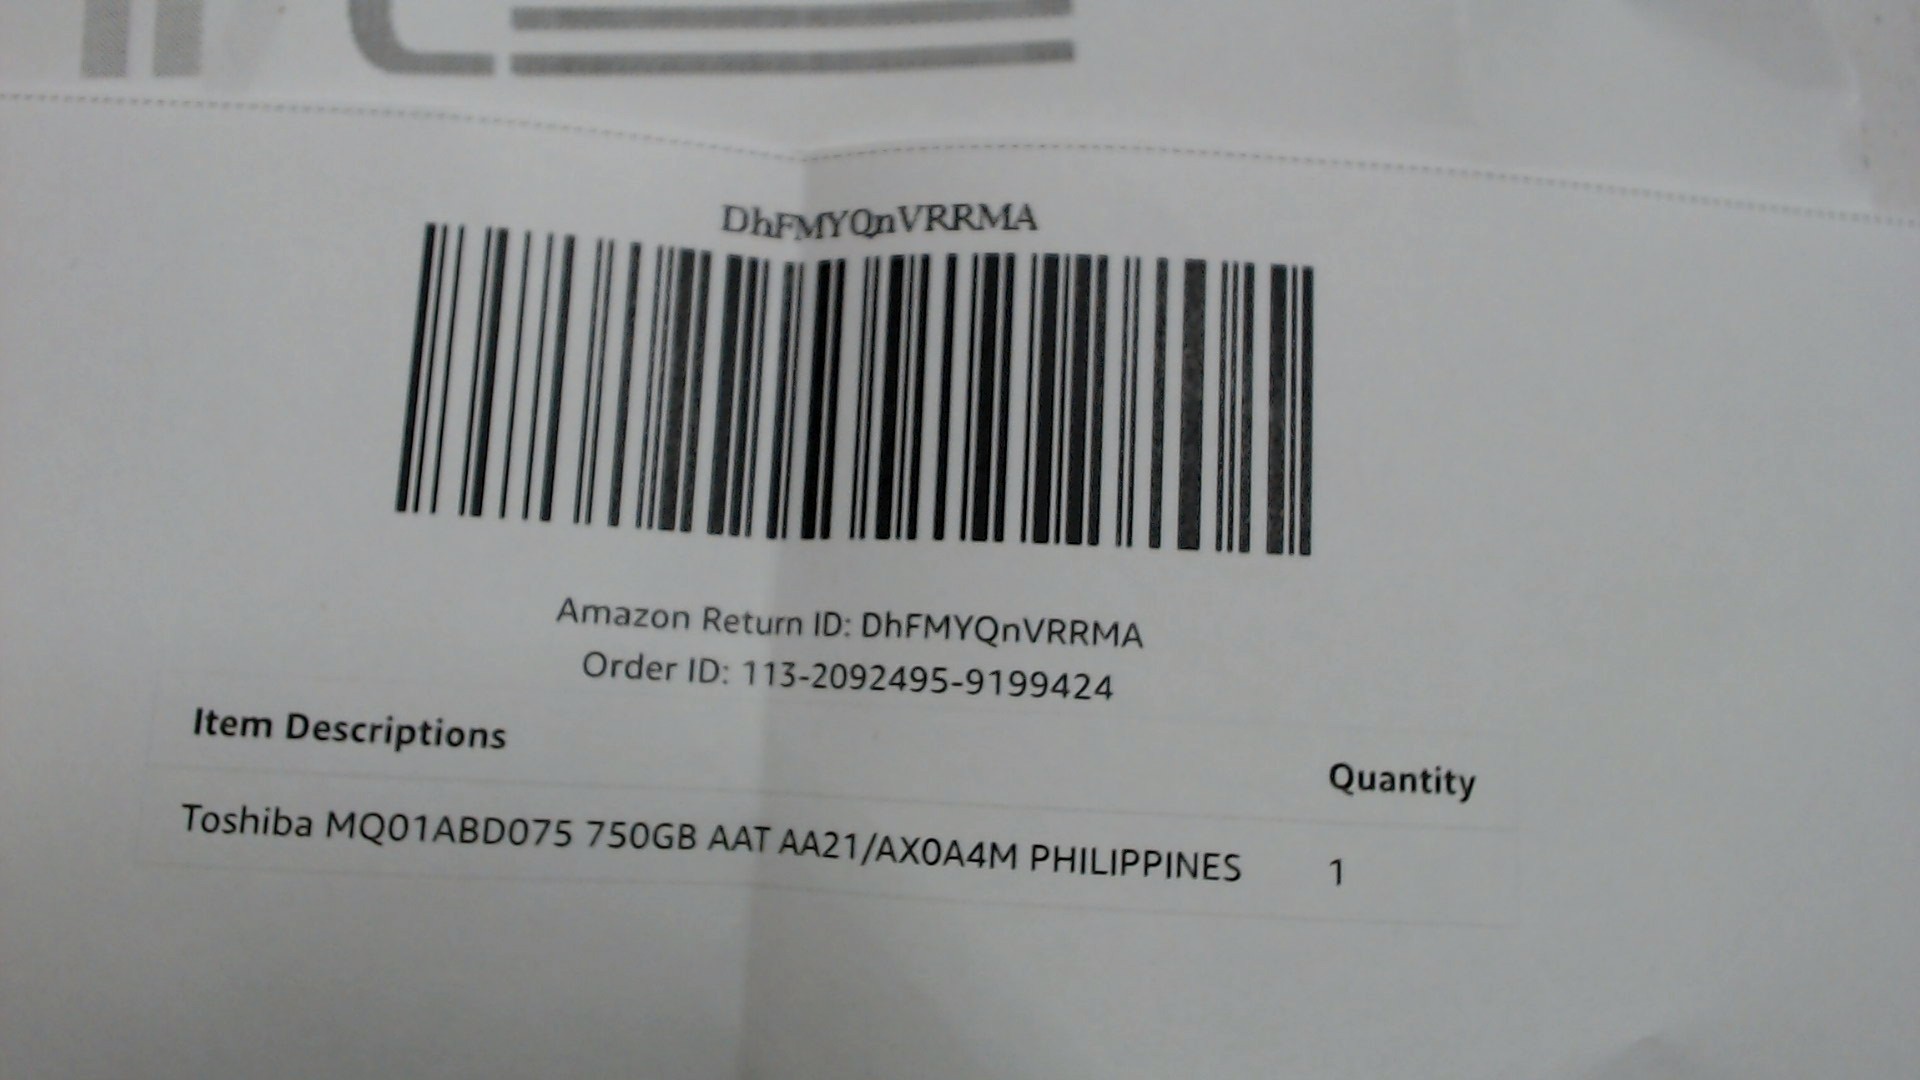 DhFMYQnVRRMA
Amazon Return ID: DhFMYQnVRRMA
Order ID: 113-2092495-9199424
Item Descriptions
Quantity
Toshiba MQ01ABD075 750GB AAT AA21/AX0A4M PHILIPPINES
1